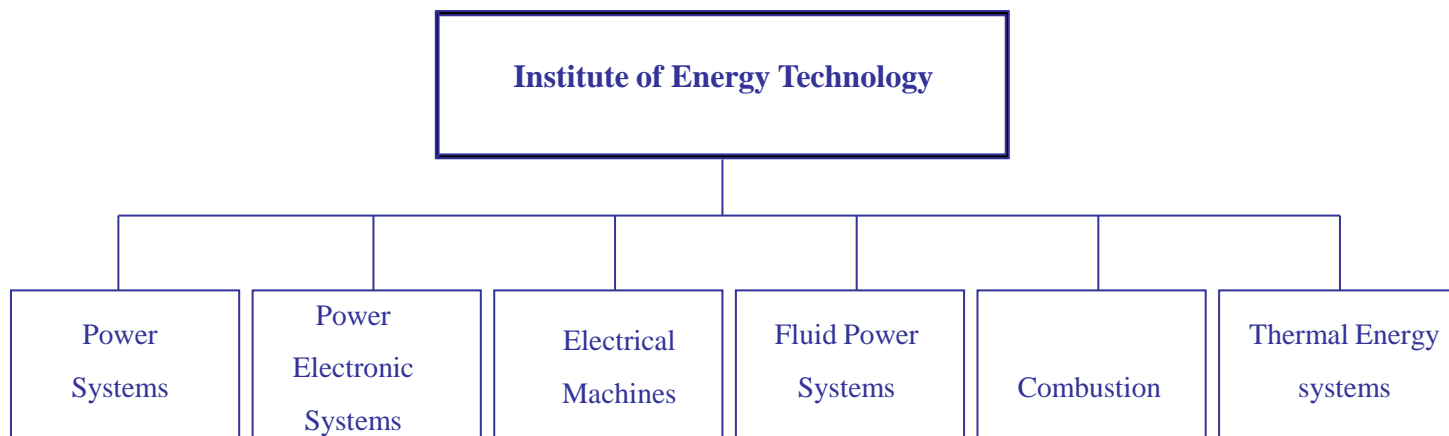 Institute of Energy Technology
Power
Systems
Power
Electronic
Systems
Electrical
Machines
Fluid Power
Systems
Combustion
Thermal Energy
systems